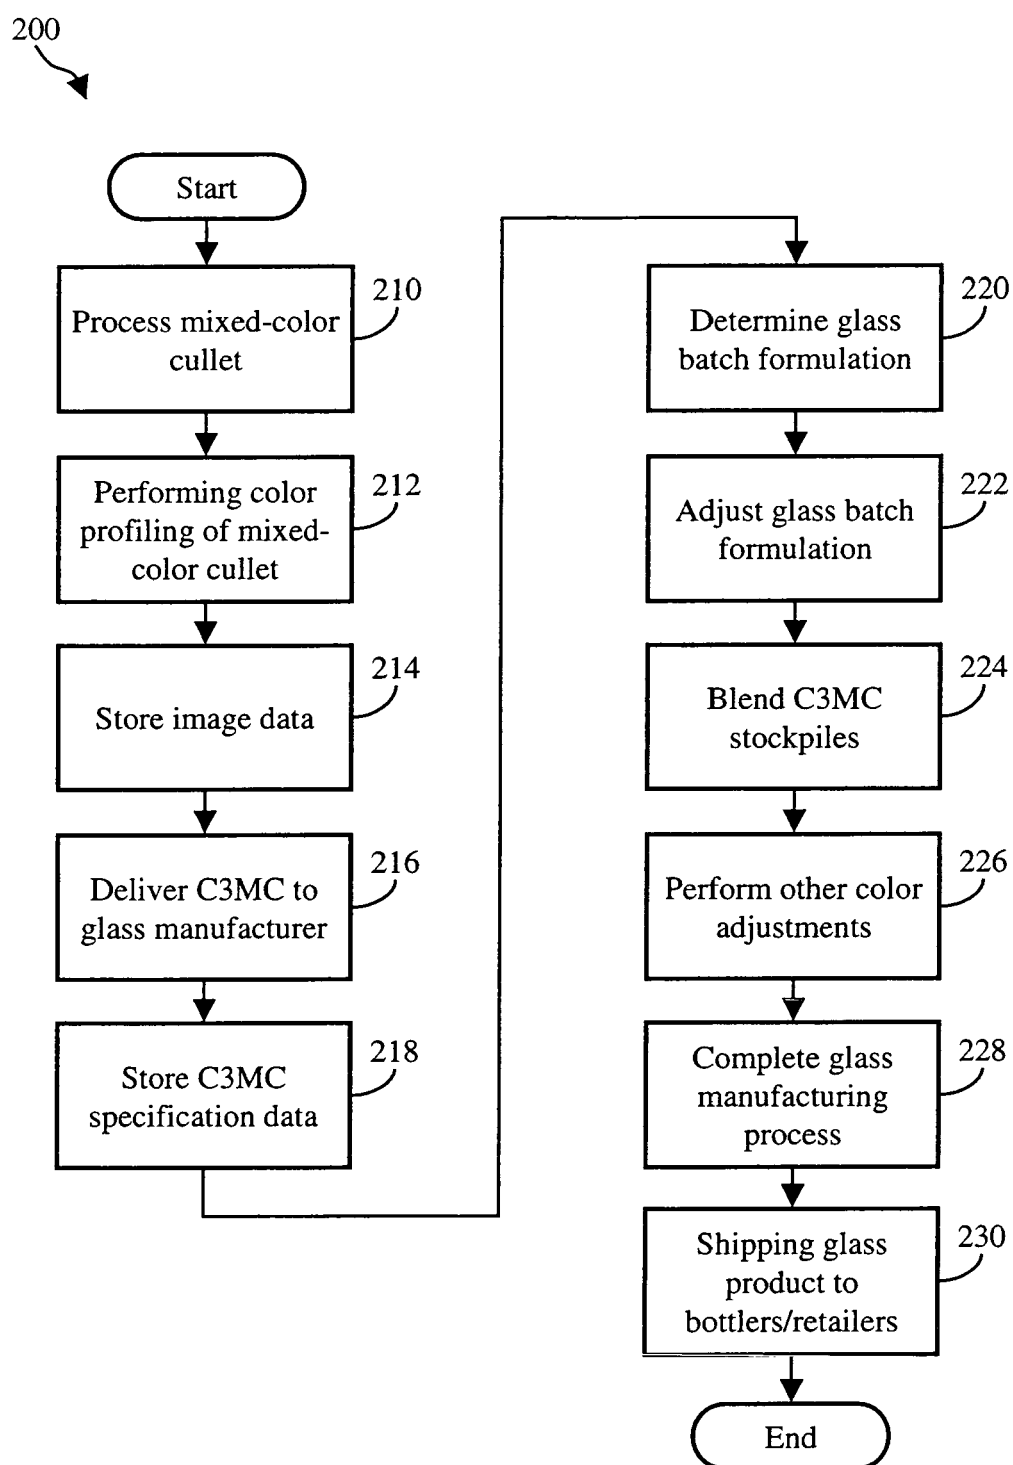 200
Start
210
Process mixed-color
cullet
212
Performing color
profiling of mixed-
color cullet
214
Store image data
216
Deliver C3MC to
glass manufacturer
218
Store C3MC
specification data
220
Determine glass
batch formulation
222
Adjust glass batch
formulation
224
Blend C3MC
stockpiles
226
Perform other color
adjustments
228
Complete glass
manufacturing
process
230
Shipping glass
product to
bottlers/retailers
End